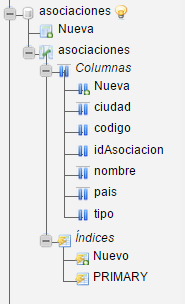 asociaciones
Nueva
asociaciones
Columnas
Nueva
ciudad
codigo
idAsociacion
nombre
pais
tipo
Índices
Nuevo
PRIMARY